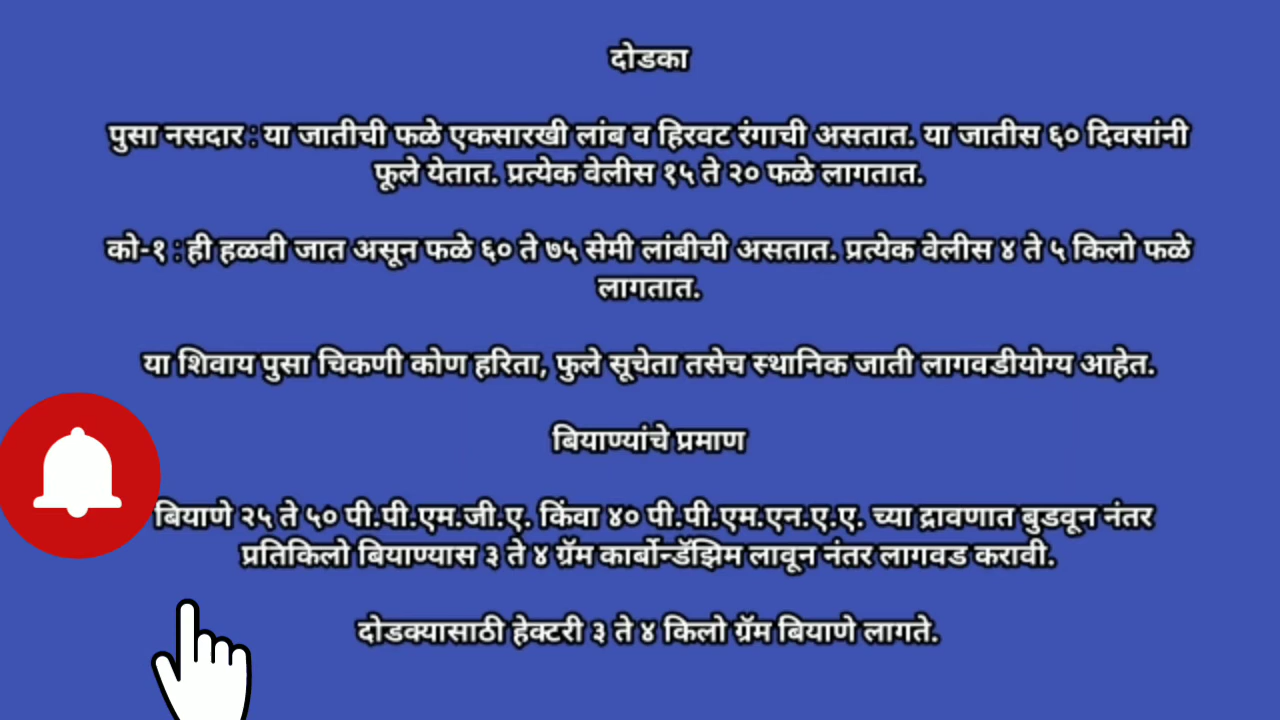 दोडका
पुसा नसदार : या जातीची फळे एकसारखी लांब व हिरवट रंगाची असतात. या जातीस ६० दिवसांनी
फूले येतात. प्रत्येक वेलीस १५ ते २० फळे लागतात.
को-१ : ही हळवी जात असून फळे ६० ते ७५ सेमी लांबीची असतात. प्रत्येक वेलीस ४ ते ५ किलो फळे
लागतात.
या शिवाय पुसा चिकणी कोण हरिता, फुले सूचेता तसेच स्थानिक जाती लागवडीयोग्य आहेत.
बियाण्यांचे प्रमाण
बियाणे २५ ते ५० पी.पी.एम.जी.ए. किंवा ४० पी.पी.एम.एन.ए.ए. च्या द्रावणात बुडवून नंतर
प्रतिकिलो बियाण्यास ३ ते ४ ग्रॅम कार्बोन्डॅझिम लावून नंतर लागवड करावी.
दोडक्यासाठी हेक्टरी ३ ते ४ किलो ग्रॅम बियाणे लागते.